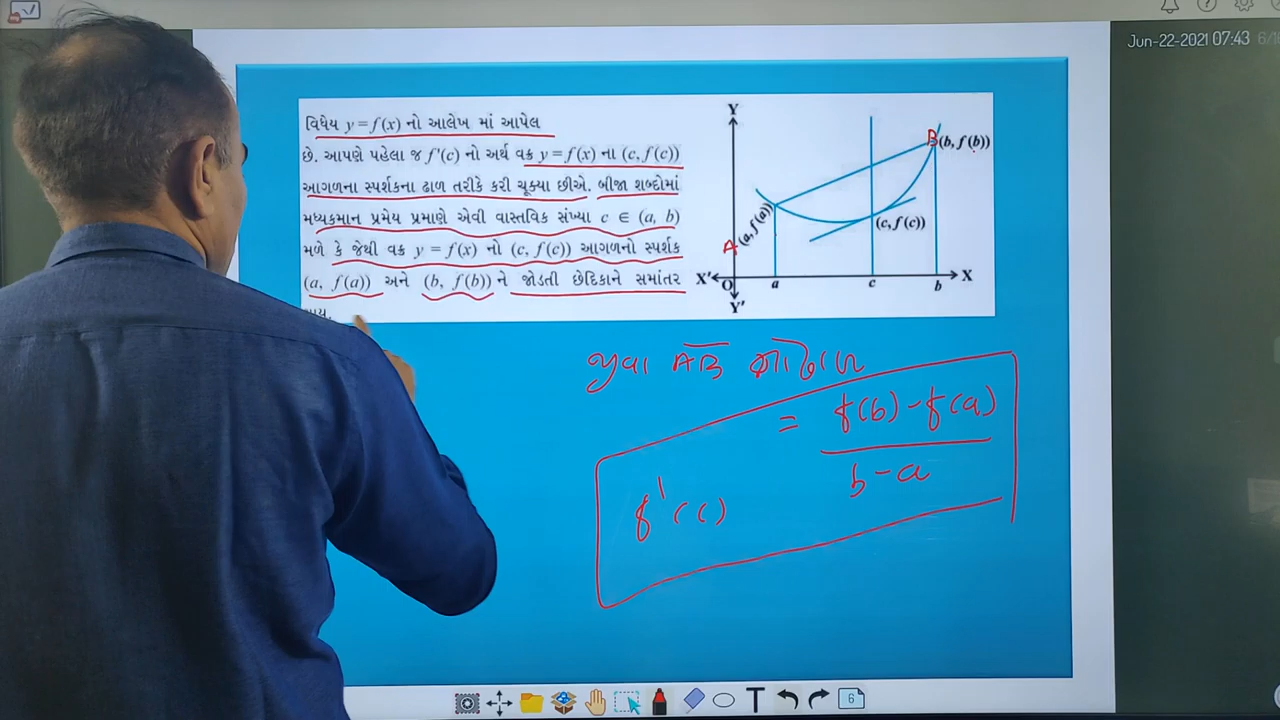 Jun-22-2021 07:43
વિધેય y = f(x) નો આલેખ માં આપેલ
છે. આપણે પહેલા જ f'(c) નો અર્થ વક્ર y = f(x) ના (c, f(c))
આગળના સ્પર્શકના ઢાળ તરીકે કરી ચૂક્યા છીએ. બીજા શબ્દોમાં
મધ્યકમાન પ્રમેય પ્રમાણે એવી વાસ્તવિક સંખ્યા c ∈ (a, b)
મળે કે જેથી વક્ર y = f(x) નો (c, f(c)) આગળનો સ્પર્શક
(a, f(a)) અને (b, f(b)) ને જોડતી છેદિકાને સમાંતર
Y
B (b, f(b))
(a, f(a))
(c, f(c))
A
X' O a c b X
Y'
જીવા AB નો ઢાળ
= f(b) - f(a)
b - a
f'(c)
T 6